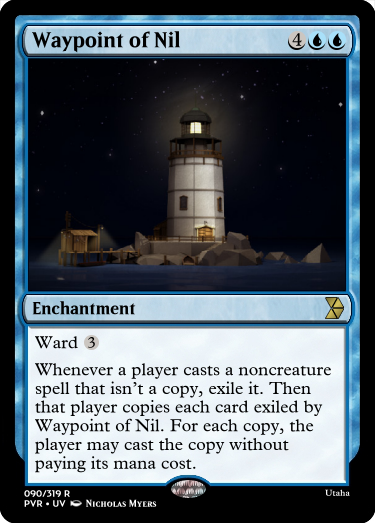 Waypoint of Nil 4
Enchantment
Ward 3
Whenever a player casts a noncreature
spell that isn't a copy, exile it. Then
that player copies each card exiled by
Waypoint of Nil. For each copy, the
player may cast the copy without
paying its mana cost.
090/319 R
PVR • UV Nicholas Myers
Utaha